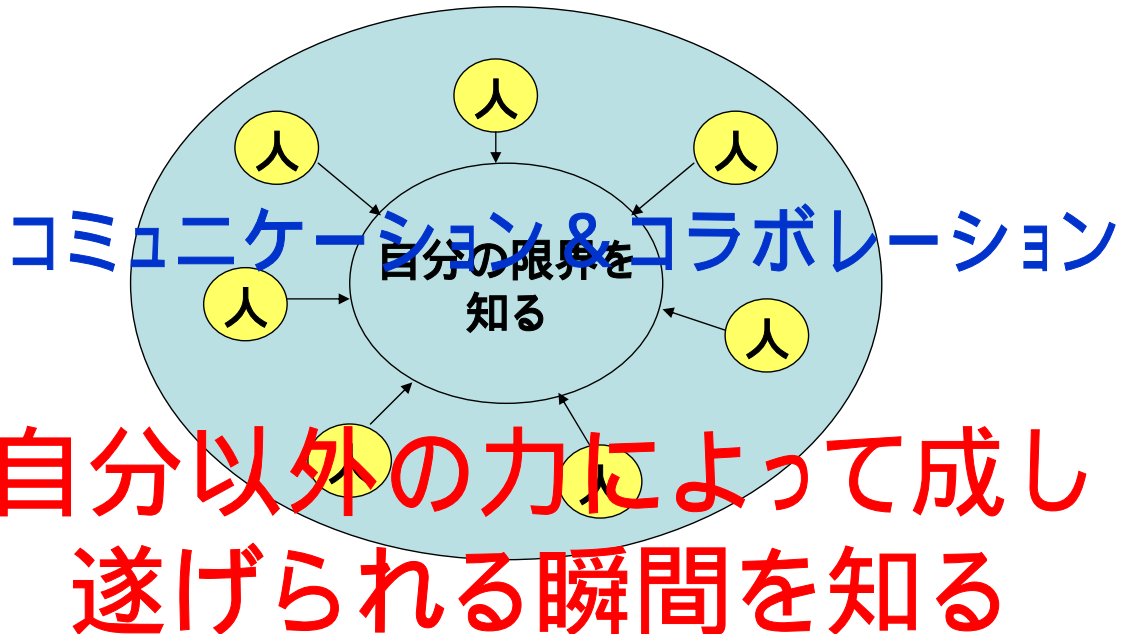 人
人
人
コミュニケーション＆コラボレーション
自分の限界を
知る
人
人
人
人
自分以外の力によって成し
遂げられる瞬間を知る